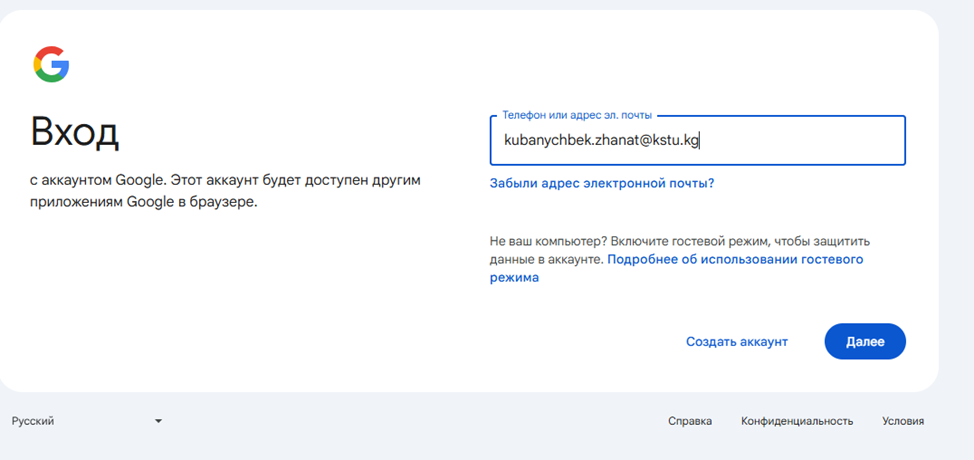 Вход
с аккаунтом Google. Этот аккаунт будет доступен другим
приложениям Google в браузере.
Телефон или адрес эл. почты
kubanychbek.zhanat@kstu.kg
Забыли адрес электронной почты?
Не ваш компьютер? Включите гостевой режим, чтобы защитить
данные в аккаунте. Подробнее об использовании гостевого
режима
Создать аккаунт
Далее
Русский
Справка
Конфиденциальность
Условия